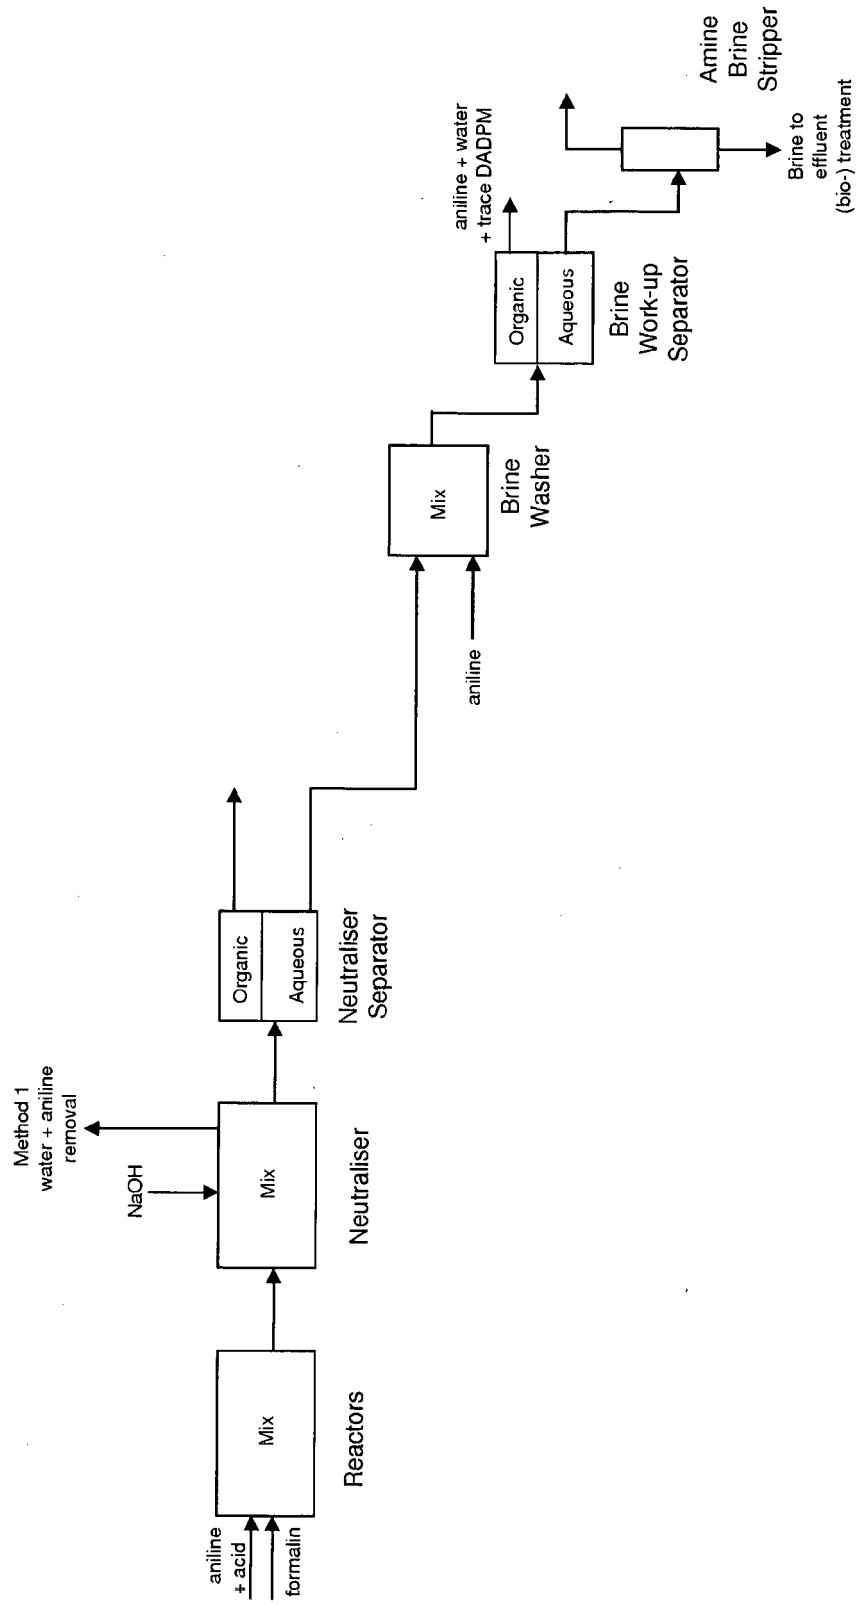 aniline
+ acid
formalin
Mix
Reactors
NaOH
Method 1
water + aniline
removal
Mix
Neutraliser
Organic
Aqueous
Neutraliser
Separator
aniline
Mix
Brine
Washer
Organic
Aqueous
Brine
Work-up
Separator
aniline + water
+ trace DADPM
Amine
Brine
Stripper
Brine to
effluent
(bio-) treatment